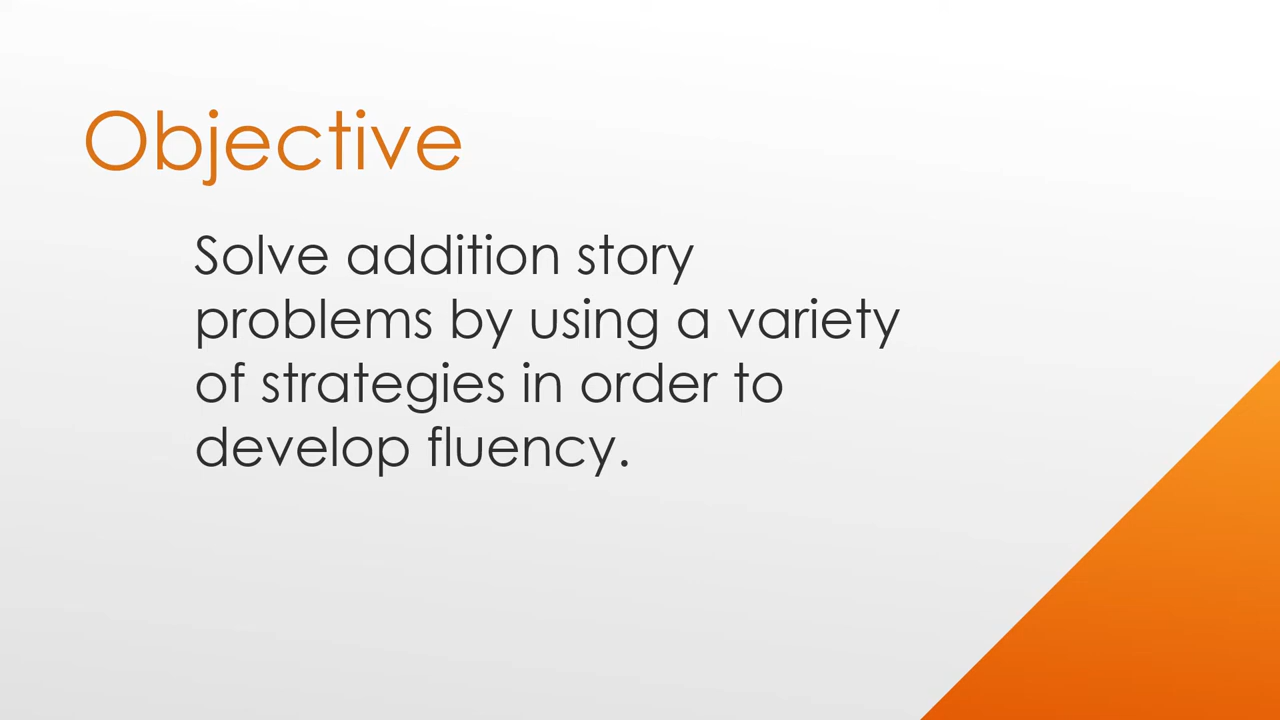 Objective
Solve addition story
problems by using a variety
of strategies in order to
develop fluency.